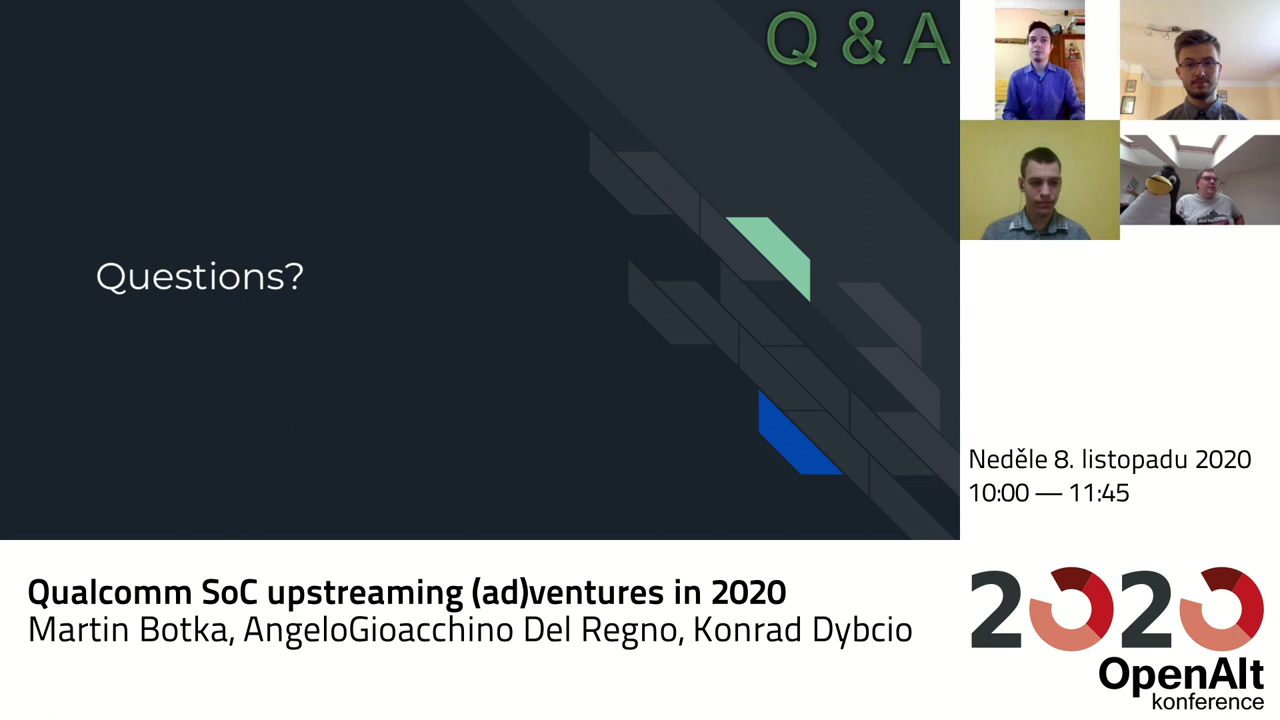 Q & A
Questions?
Neděle 8. listopadu 2020
10:00 — 11:45
Qualcomm SoC upstreaming (ad)ventures in 2020
Martin Botka, AngeloGioacchino Del Regno, Konrad Dybcio
2020
OpenAlt
konference